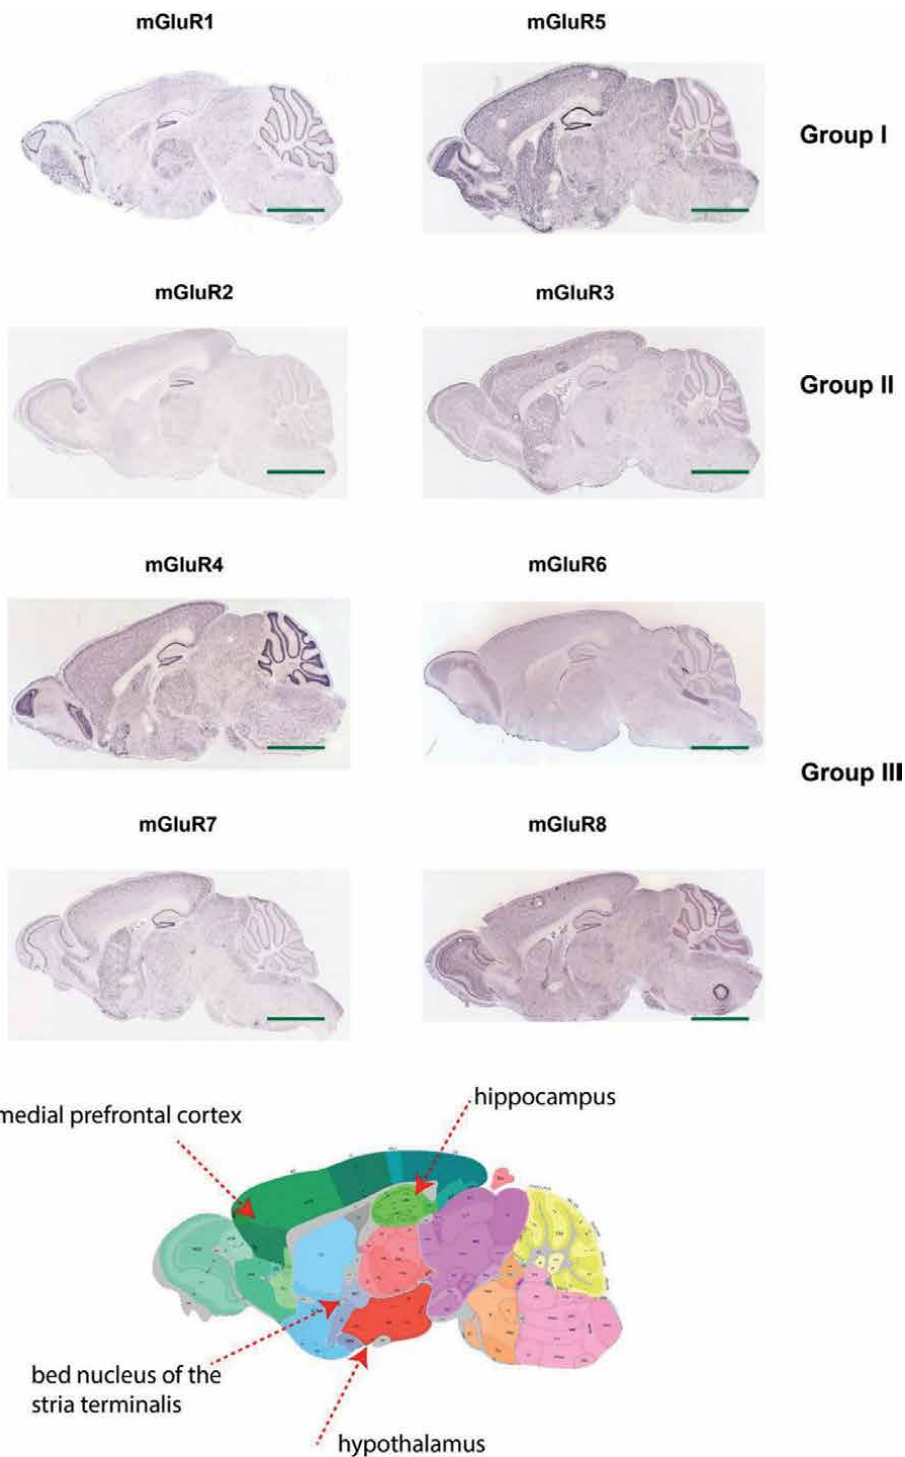 mGluR1
mGluR5
Group I
mGluR2
mGluR3
Group II
mGluR4
mGluR6
Group III
mGluR7
mGluR8
hippocampus
medial prefrontal cortex
bed nucleus of the
stria terminalis
hypothalamus